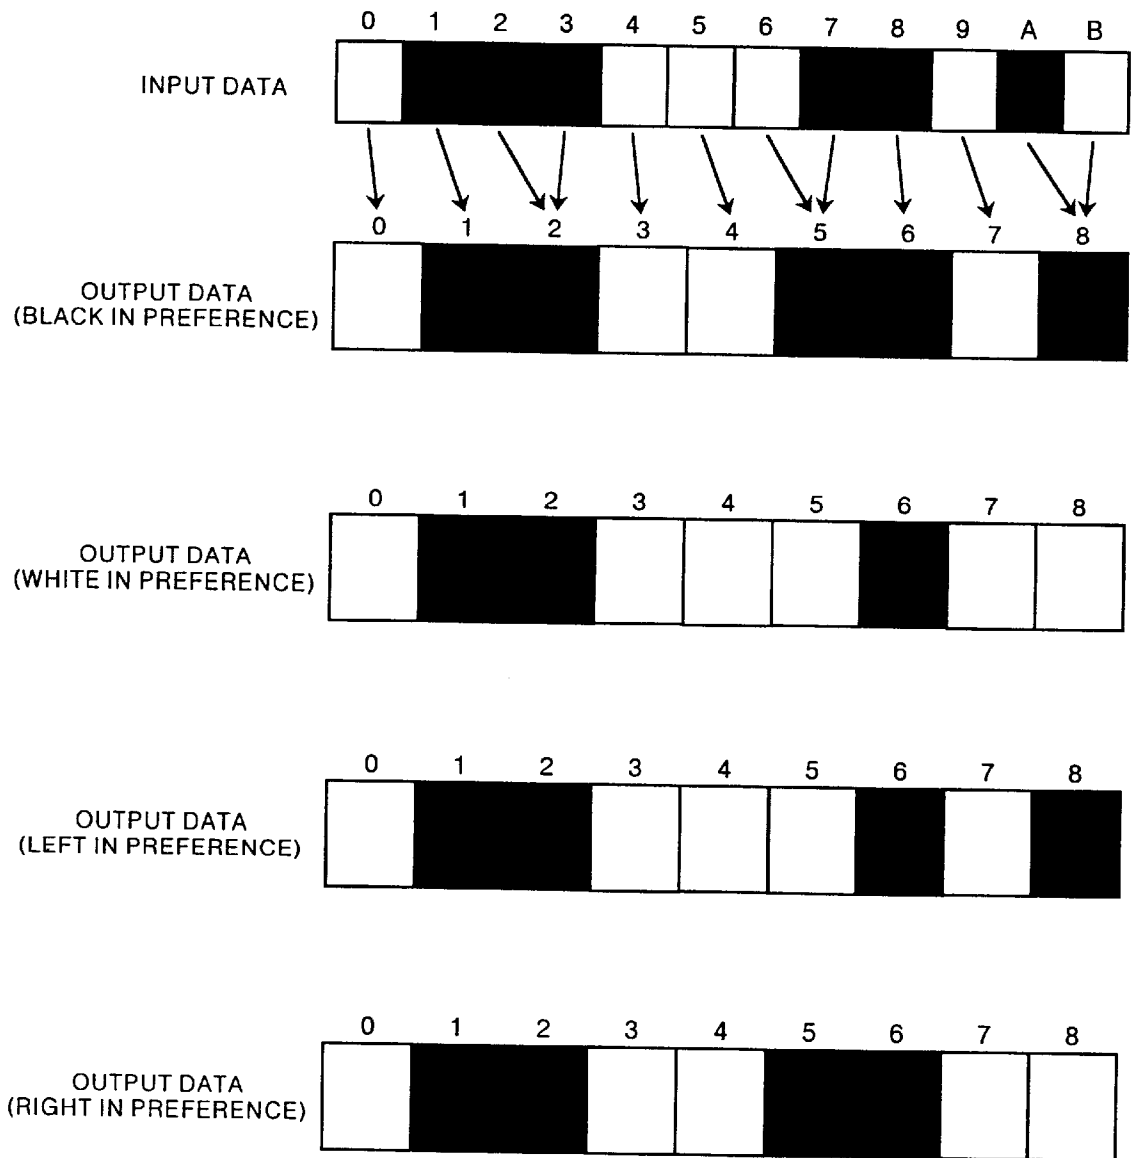 0 1 2 3 4 5 6 7 8 9 A B
INPUT DATA
0 1 2 3 4 5 6 7 8
OUTPUT DATA
(BLACK IN PREFERENCE)
0 1 2 3 4 5 6 7 8
OUTPUT DATA
(WHITE IN PREFERENCE)
0 1 2 3 4 5 6 7 8
OUTPUT DATA
(LEFT IN PREFERENCE)
0 1 2 3 4 5 6 7 8
OUTPUT DATA
(RIGHT IN PREFERENCE)